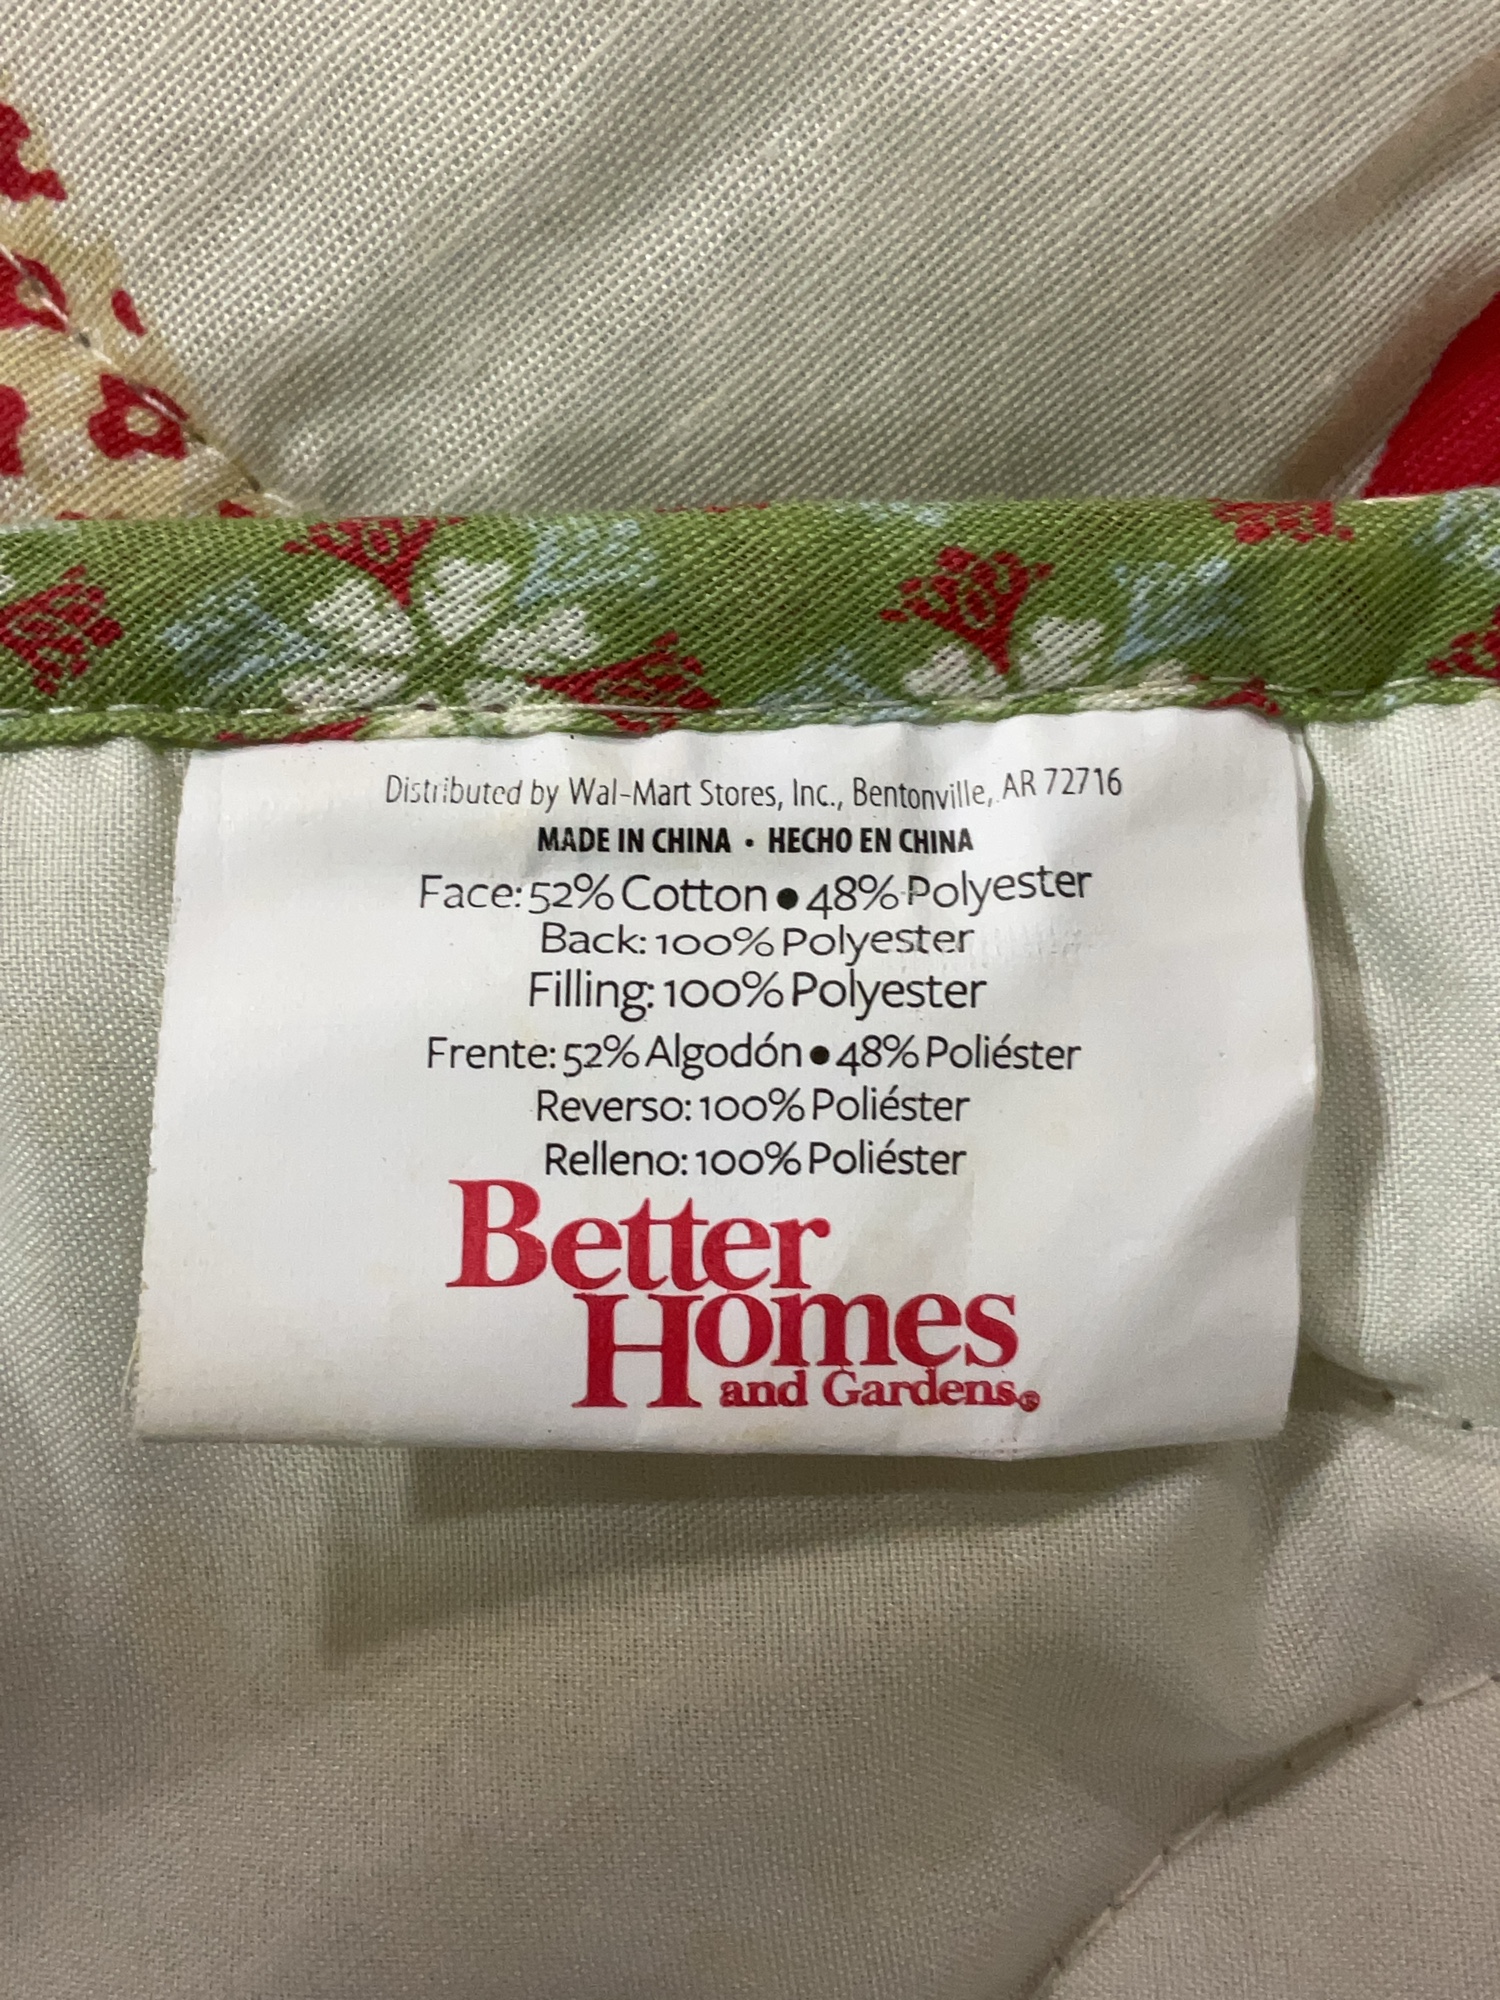 Distributed by Wal-Mart Stores, Inc., Bentonville, AR 72716
MADE IN CHINA • HECHO EN CHINA
Face: 52% Cotton ● 48% Polyester
Back: 100% Polyester
Filling: 100% Polyester
Frente: 52% Algodón ● 48% Poliéster
Reverso: 100% Poliéster
Relleno: 100% Poliéster
Better
Homes
and Gardens®